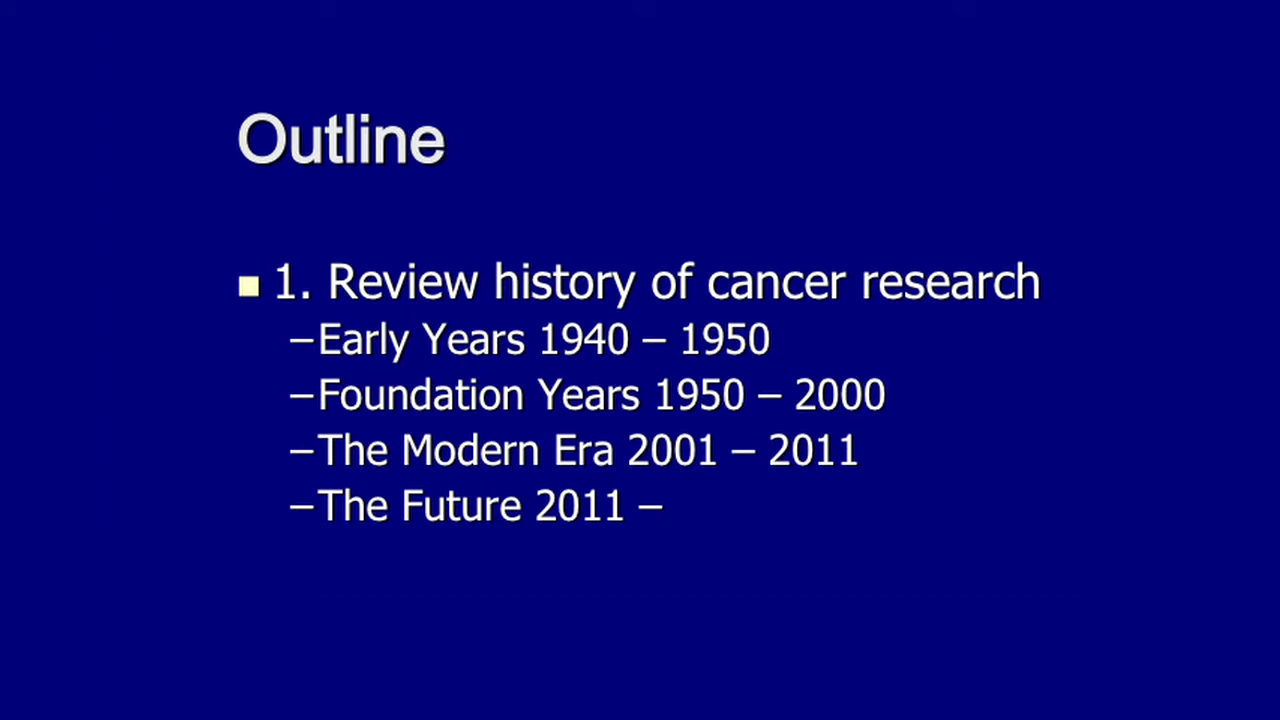 Outline
1. Review history of cancer research
–Early Years 1940 – 1950
–Foundation Years 1950 – 2000
–The Modern Era 2001 – 2011
–The Future 2011 –